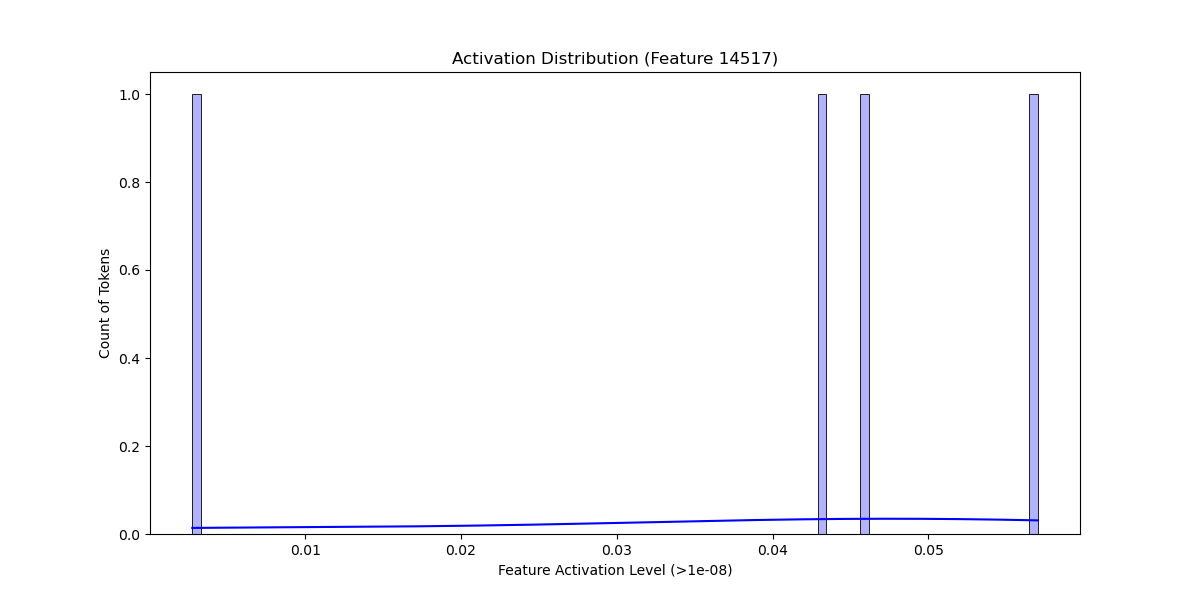 Activation Distribution (Feature 14517)
Count of Tokens
1.0
0.8
0.6
0.4
0.2
0.0
0.01 0.02 0.03 0.04 0.05
Feature Activation Level (>1e-08)